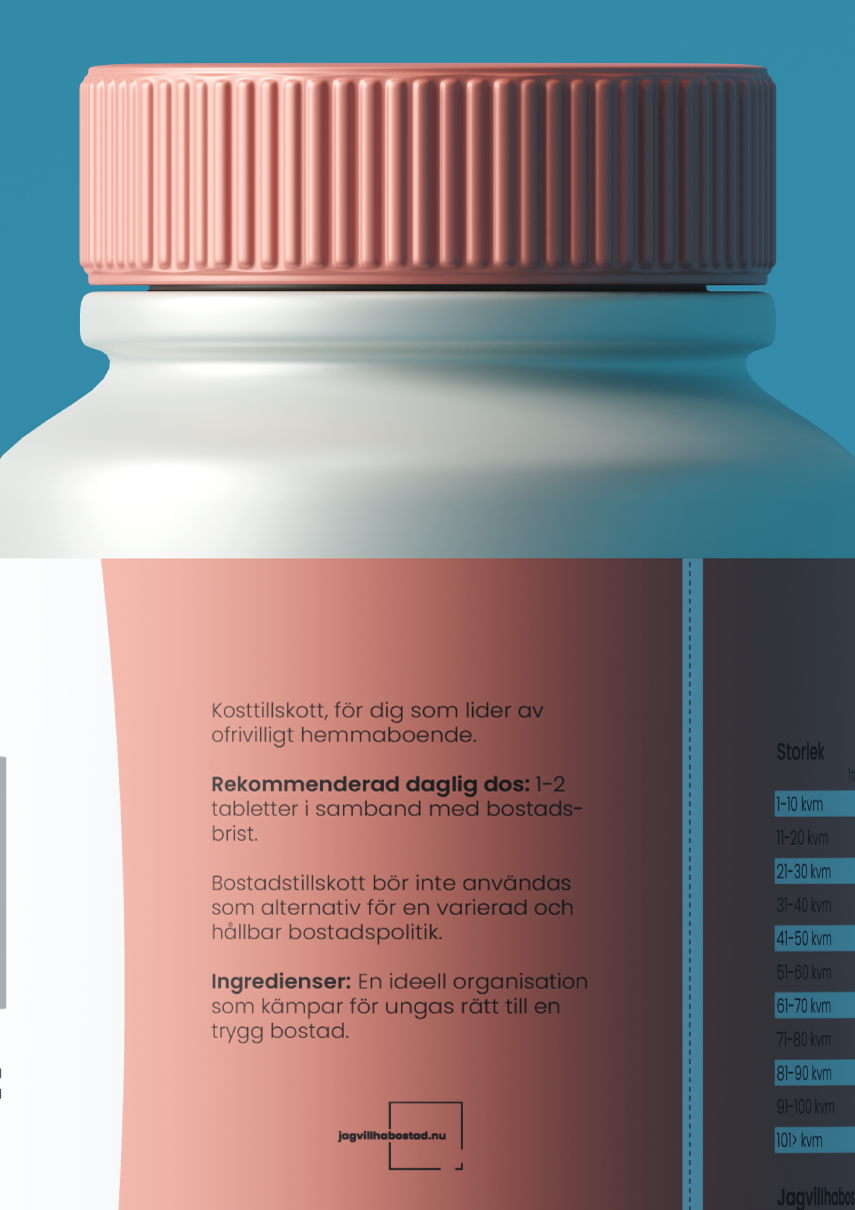 Kosttillskott, för dig som lider av
ofrivilligt hemmaboende.
Rekommenderad daglig dos: 1-2
tabletter i samband med bostads-
brist.
Bostadstillskott bör inte användas
som alternativ för en varierad och
hållbar bostadspolitik.
Ingredienser: En ideell organisation
som kämpar för ungas rätt till en
trygg bostad.
jagvillhabostad.nu
Storlek
1-10 kvm
11-20 kvm
21-30 kvm
31-40 kvm
41-50 kvm
51-60 kvm
61-70 kvm
71-80 kvm
81-90 kvm
91-100 kvm
101> kvm
Jagvillhabos